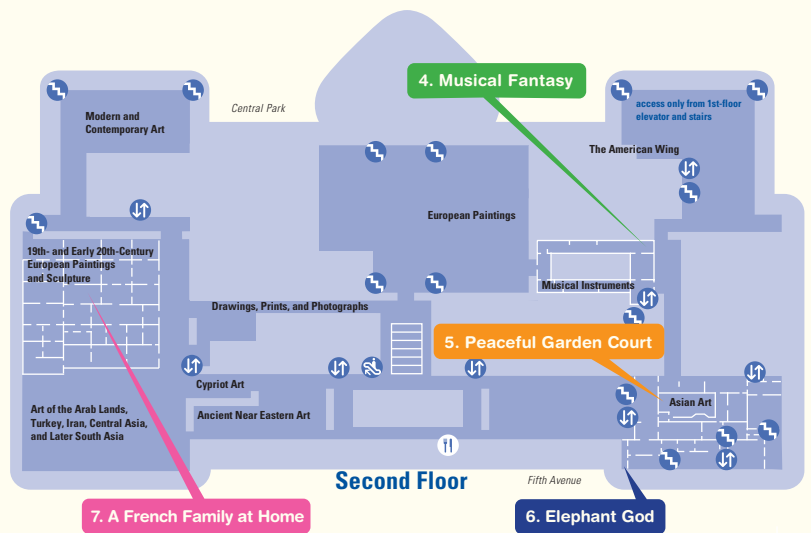 4. Musical Fantasy
Central Park
access only from 1st-floor
elevator and stairs
Modern and
Contemporary Art
The American Wing
European Paintings
19th- and Early 20th-Century
European Paintings
and Sculpture
Musical Instruments
Drawings, Prints, and Photographs
5. Peaceful Garden Court
Cypriot Art
Asian Art
Art of the Arab Lands,
Turkey, Iran, Central Asia,
and Later South Asia
Ancient Near Eastern Art
Second Floor
Fifth Avenue
7. A French Family at Home
6. Elephant God